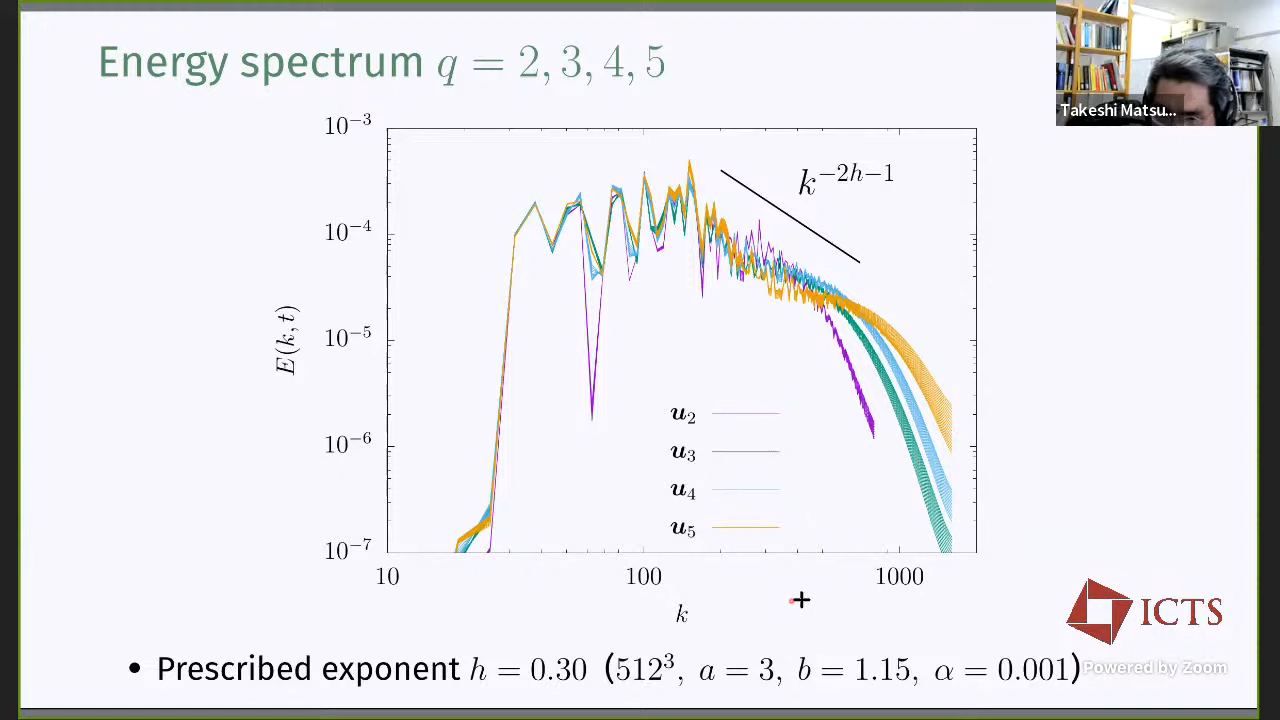 Energy spectrum q = 2, 3, 4, 5
Takeshi Matsu...
10⁻³
10⁻⁴
10⁻⁵
10⁻⁶
10⁻⁷
E(k, t)
k⁻²ʰ⁻¹
u₂
u₃
u₄
u₅
10 100 1000
k
ICTS
• Prescribed exponent h = 0.30 (512³, a = 3, b = 1.15, α = 0.001)
Powered by Zoom